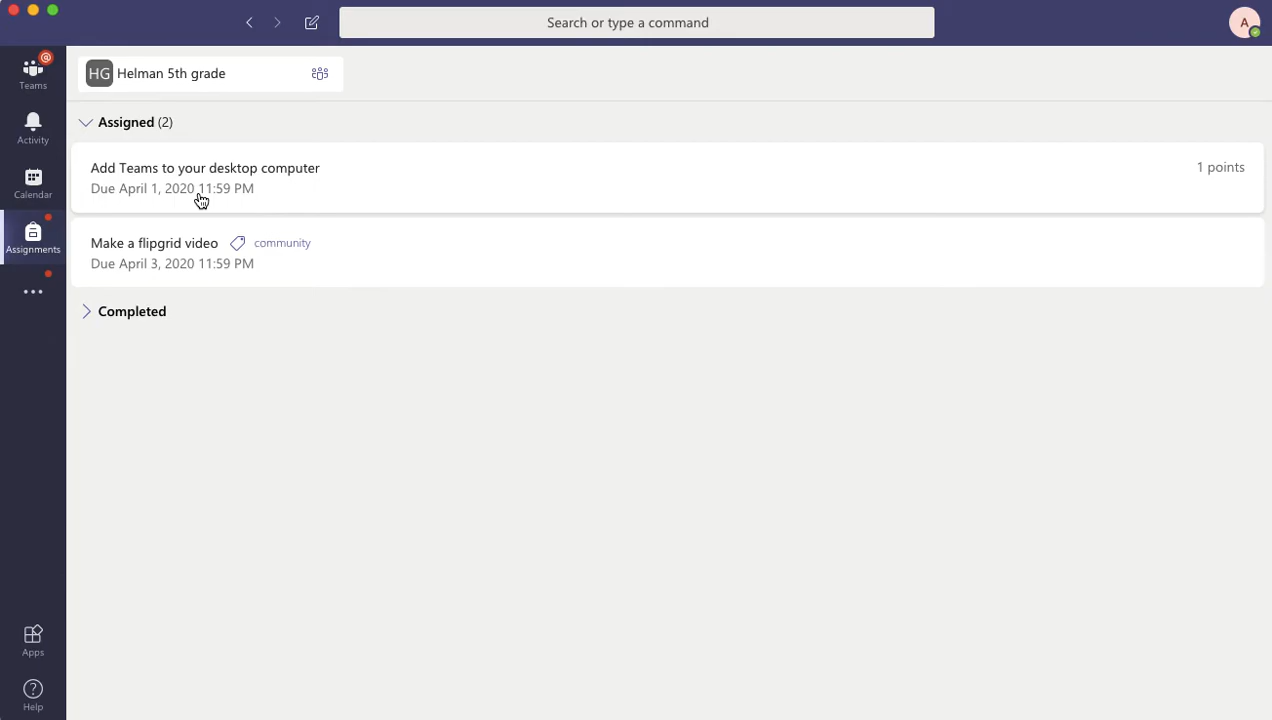 Search or type a command
A
Teams
Activity
Calendar
Assignments
Apps
Help
HG Helman 5th grade
Assigned (2)
Add Teams to your desktop computer
1 points
Due April 1, 2020 11:59 PM
Make a flipgrid video community
Due April 3, 2020 11:59 PM
Completed